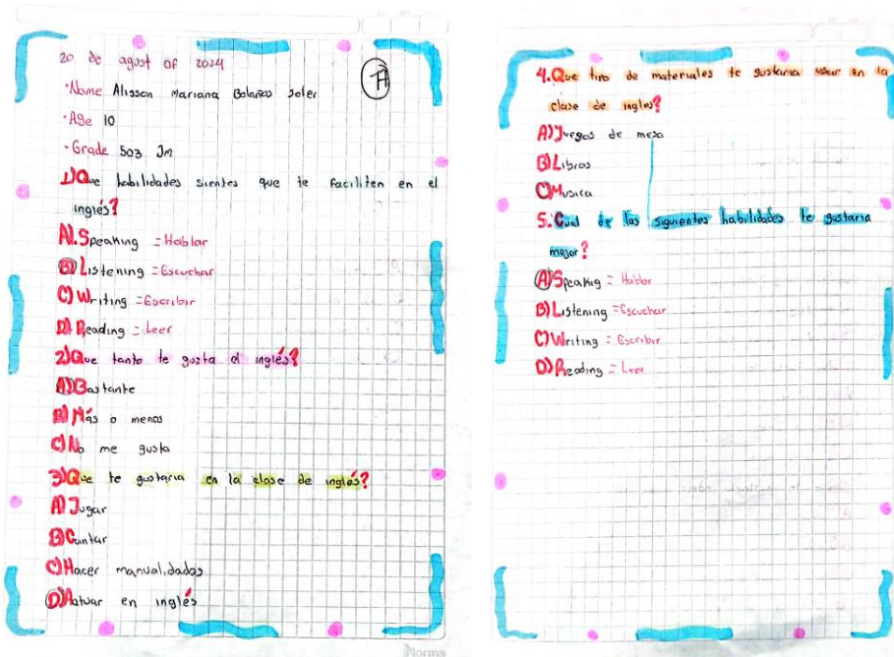 20 de agost of 2024
·Name Alisson Mariana Bolaños Soler
·Age 10
·Grade 503 JM
1)Que habilidades sientes que te faciliten en el
inglés?
A).Speaking =Hablar
B)Listening =Escuchar
C)Writing =Escribir
D)Reading =Leer
2)Que tanto te gusta el inglés?
A)Bastante
B)Más o menos
C)No me gusta
3)Que te gustaria en la clase de inglés?
A)Jugar
B)Cantar
C)Hacer manualidades
D)Actuar en inglés
Norma
4.Que tipo de materiales te gustaria usar en la
clase de ingles?
A)Juegos de mesa
B)Libros
C)Musica
5.Cual de las siguientes habilidades te gustaria
mejor?
A)Speaking = Hablar
B)Listening =Escuchar
C)Writing = Escribir
D)Reading = Leer